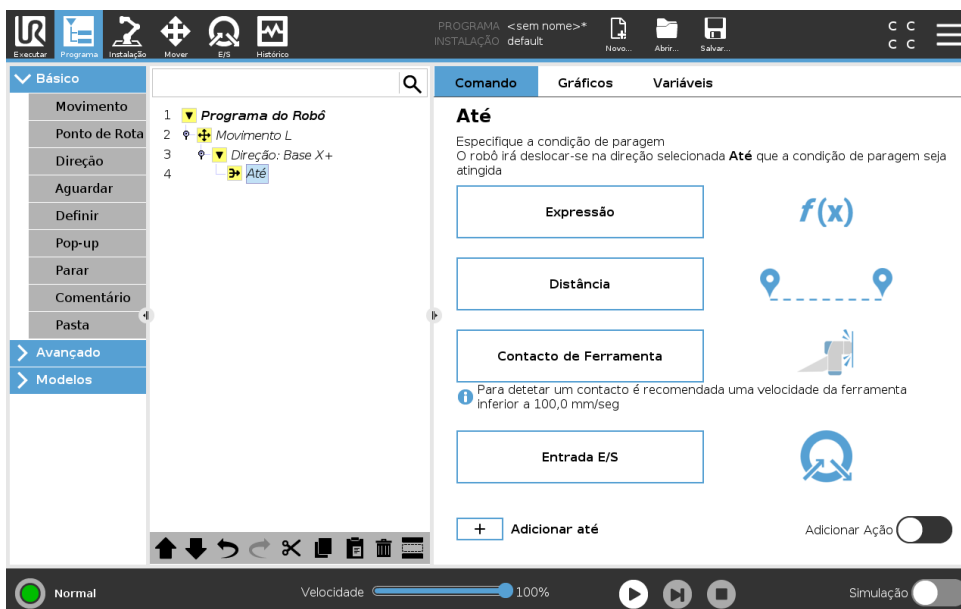 PROGRAMA <sem nome>*
INSTALAÇÃO default
Executar Programa Instalação Mover E/S Histórico Novo... Abrir... Salvar...
C C
C C
Básico
Movimento
Ponto de Rota
Direção
Aguardar
Definir
Pop-up
Parar
Comentário
Pasta
Avançado
Modelos
1 Programa do Robô
2 Movimento L
3 Direção: Base X+
4 Até
Comando Gráficos Variáveis
Até
Especifique a condição de paragem
O robô irá deslocar-se na direção selecionada Até que a condição de paragem seja
atingida
Expressão f(x)
Distância
Contacto de Ferramenta
Para detetar um contacto é recomendada uma velocidade da ferramenta
inferior a 100,0 mm/seg
Entrada E/S
+ Adicionar até Adicionar Ação
Normal Velocidade 100% Simulação